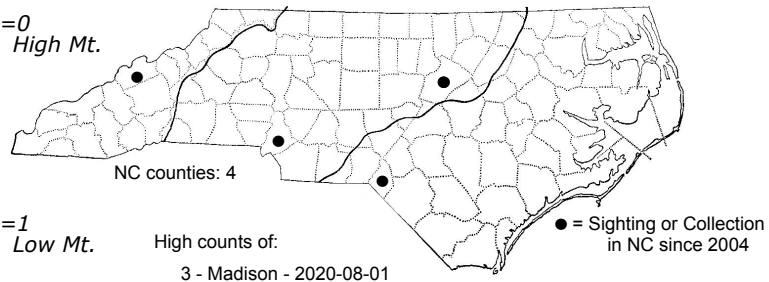 =0
High Mt.
NC counties: 4
=1
Low Mt.
High counts of:
3 - Madison - 2020-08-01
● = Sighting or Collection
in NC since 2004